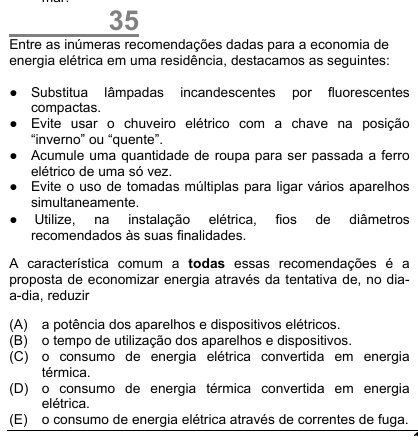 35
Entre as inúmeras recomendações dadas para a economia de
energia elétrica em uma residência, destacamos as seguintes:
● Substitua lâmpadas incandescentes por fluorescentes
compactas.
● Evite usar o chuveiro elétrico com a chave na posição
“inverno” ou “quente”.
● Acumule uma quantidade de roupa para ser passada a ferro
elétrico de uma só vez.
● Evite o uso de tomadas múltiplas para ligar vários aparelhos
simultaneamente.
● Utilize, na instalação elétrica, fios de diâmetros
recomendados às suas finalidades.
A característica comum a todas essas recomendações é a
proposta de economizar energia através da tentativa de, no dia-
a-dia, reduzir
(A) a potência dos aparelhos e dispositivos elétricos.
(B) o tempo de utilização dos aparelhos e dispositivos.
(C) o consumo de energia elétrica convertida em energia
térmica.
(D) o consumo de energia térmica convertida em energia
elétrica.
(E) o consumo de energia elétrica através de correntes de fuga.